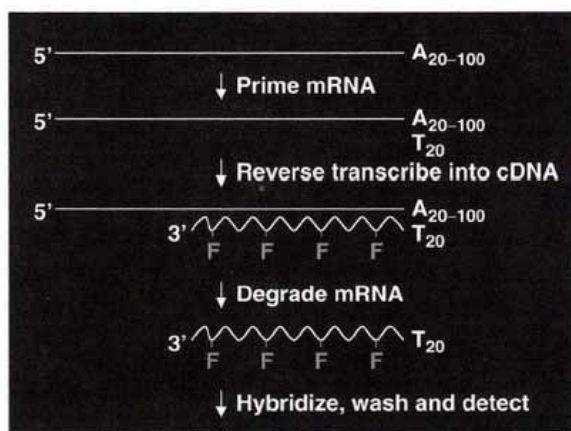 5' A20–100
Prime mRNA
5' A20–100
T20
Reverse transcribe into cDNA
5' A20–100
3' T20
F F F F
Degrade mRNA
3' T20
F F F F
Hybridize, wash and detect